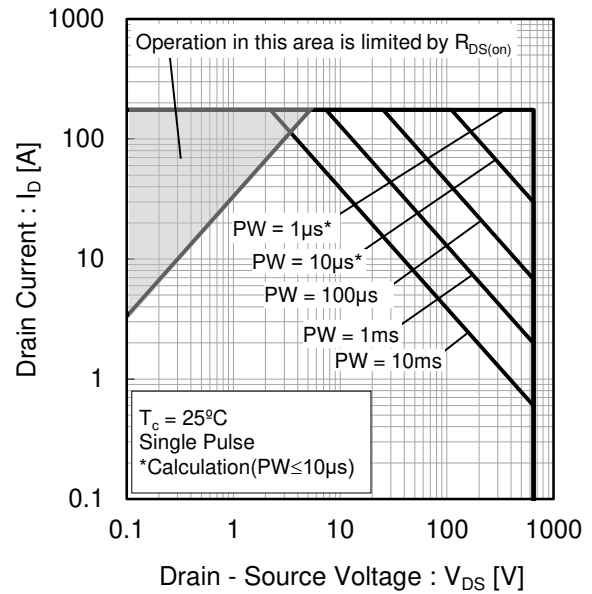 1000
Operation in this area is limited by RDS(on)
100
10
1
0.1
Drain Current : ID [A]
PW = 1μs*
PW = 10μs*
PW = 100μs
PW = 1ms
PW = 10ms
Tc = 25ºC
Single Pulse
*Calculation(PW≤10μs)
0.1 1 10 100 1000
Drain - Source Voltage : VDS [V]